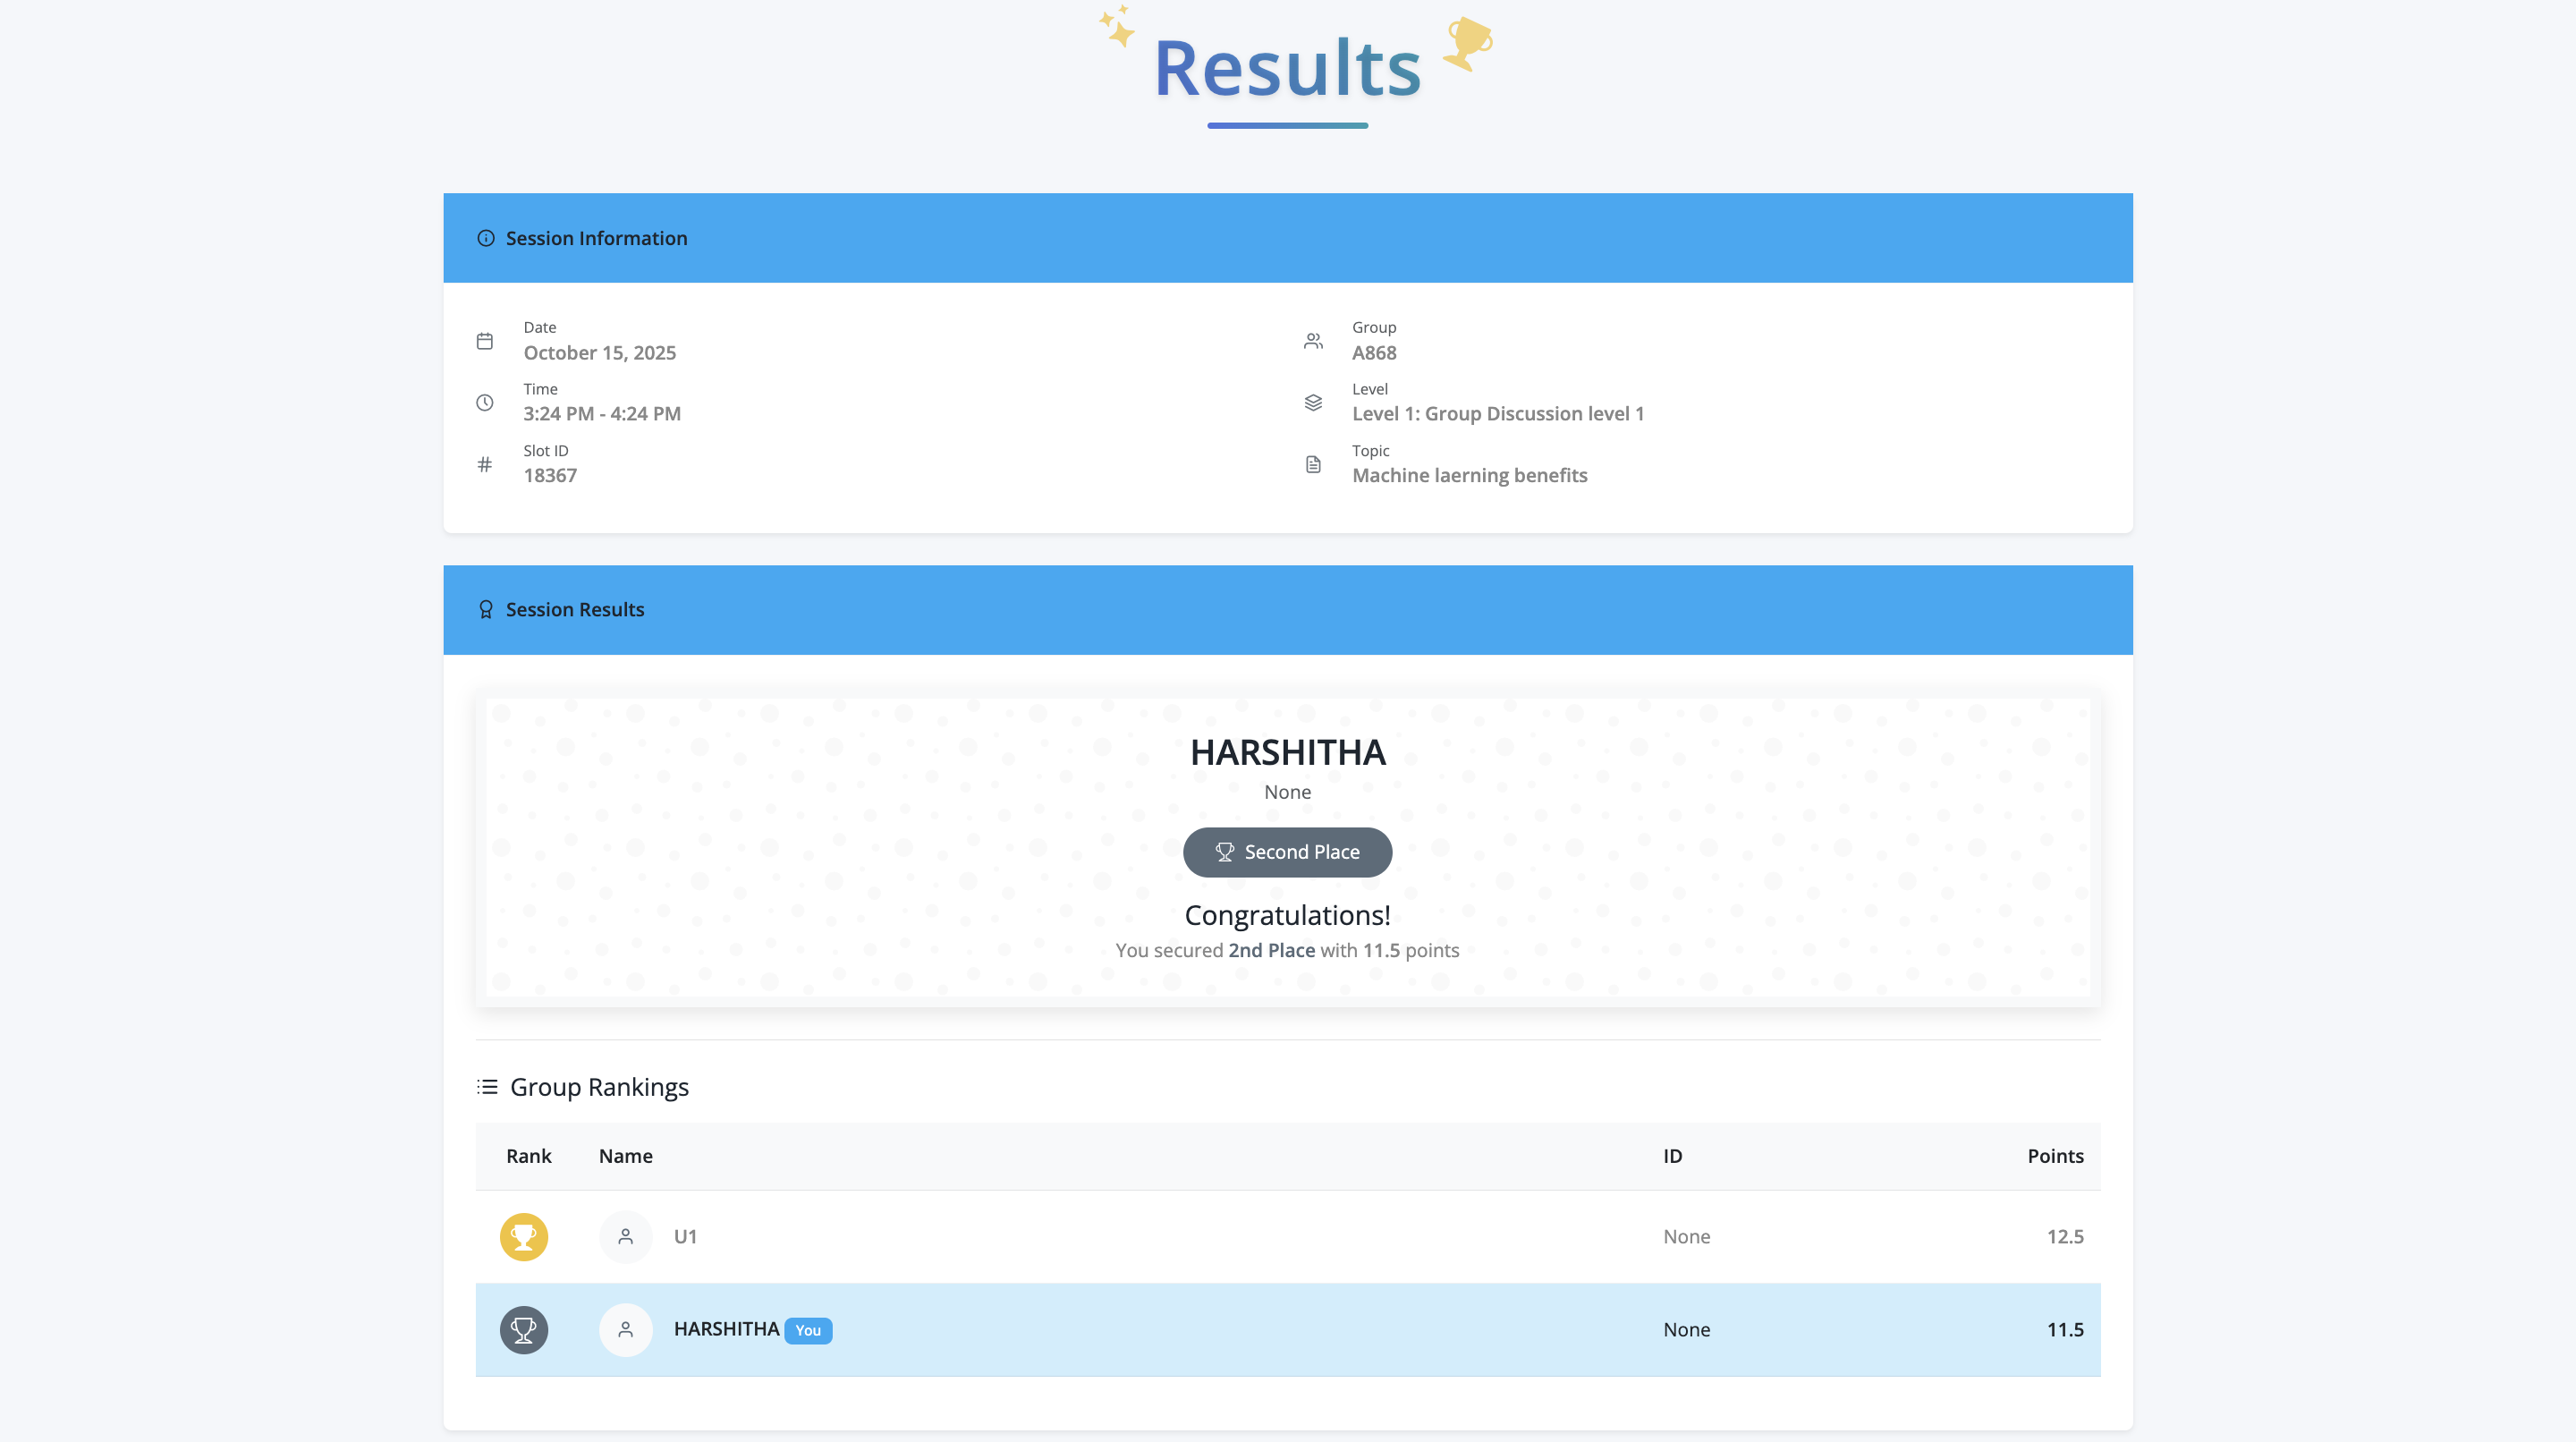 Results
Session Information
Date
October 15, 2025
Group
A868
Time
3:24 PM - 4:24 PM
Level
Level 1: Group Discussion level 1
Slot ID
18367
Topic
Machine laerning benefits
Session Results
HARSHITHA
None
Second Place
Congratulations!
You secured 2nd Place with 11.5 points
Group Rankings
Rank Name ID Points
U1 None 12.5
HARSHITHA You None 11.5